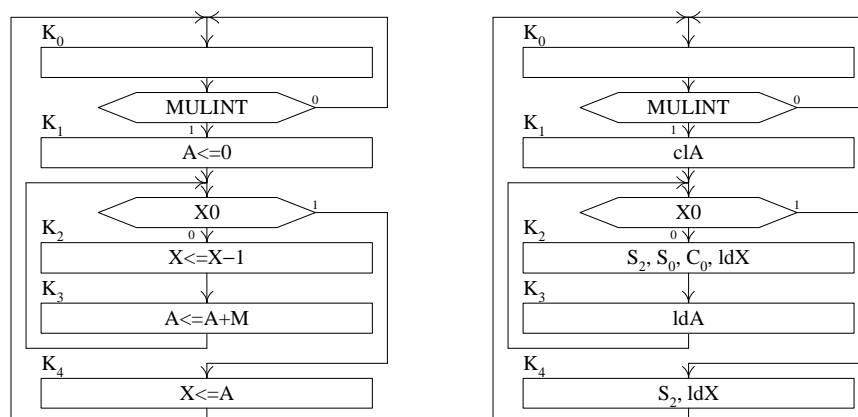 K₀
MULINT
0
1
K₁
A<=0
X0
1
0
K₂
X<=X−1
K₃
A<=A+M
K₄
X<=A
K₀
MULINT
0
1
K₁
clA
X0
1
0
K₂
S₂, S₀, C₀, ldX
K₃
ldA
K₄
S₂, ldX